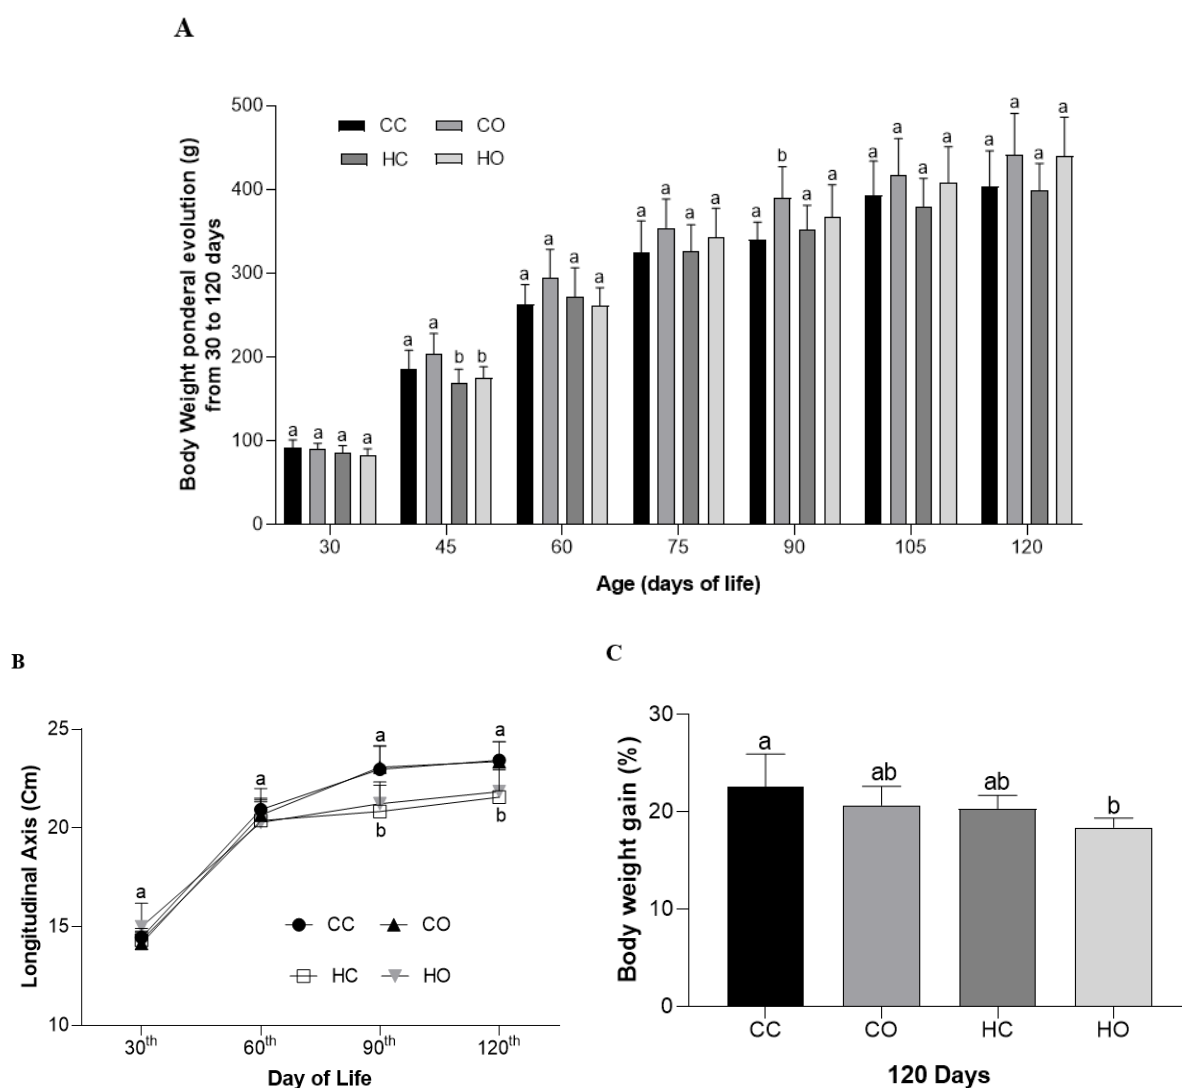 A
Body Weight ponderal evolution (g)
from 30 to 120 days
500
400
300
200
100
0
CC CO
HC HO
a a a a
a a b b
a a a a
a a a a
a b a a
a a a a
a a a a
30 45 60 75 90 105 120
Age (days of life)
B
Longitudinal Axis (Cm)
25
20
15
10
a a a a
b b
CC CO
HC HO
30th 60th 90th 120th
Day of Life
C
Body weight gain (%)
30
20
10
0
a ab ab b
CC CO HC HO
120 Days